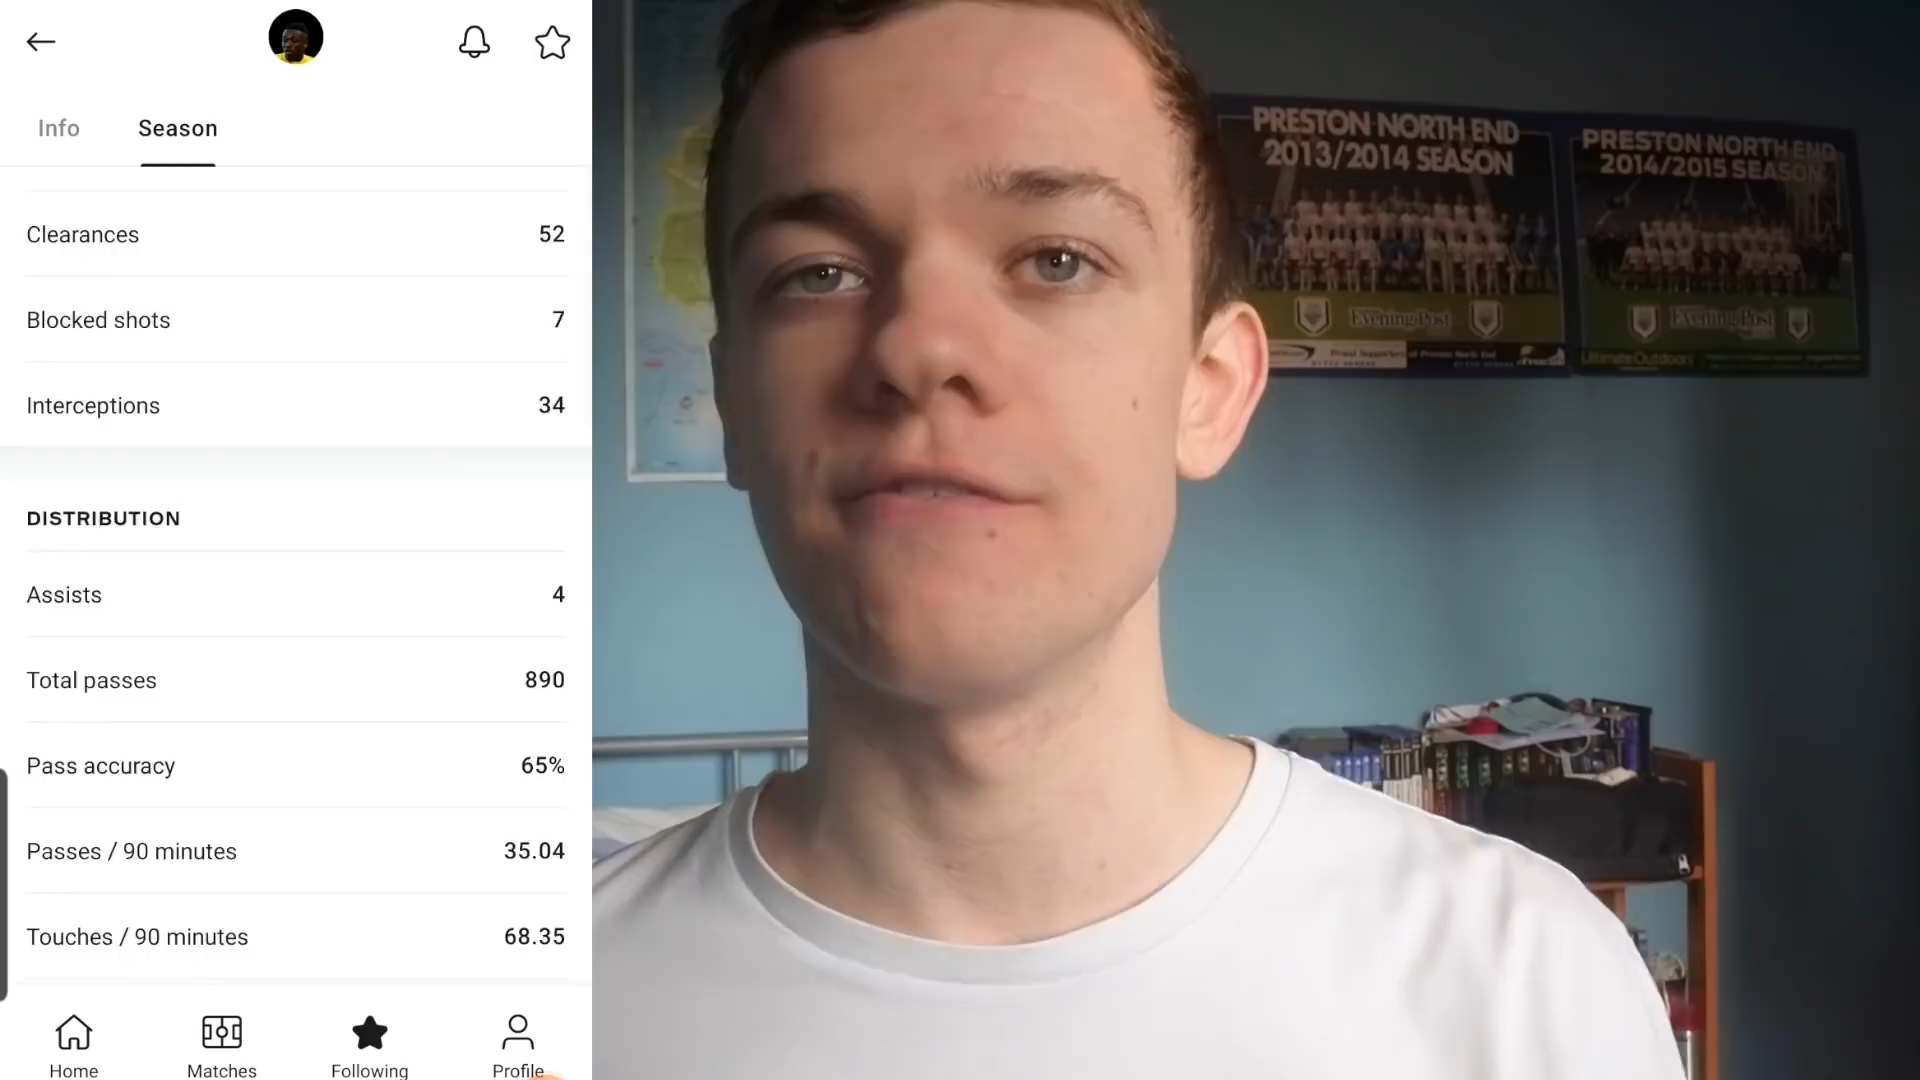 Info Season
Clearances 52
Blocked shots 7
Interceptions 34
DISTRIBUTION
Assists 4
Total passes 890
Pass accuracy 65%
Passes / 90 minutes 35.04
Touches / 90 minutes 68.35
Home Matches Following Profile
PRESTON NORTH END
2013/2014 SEASON
Evening Post
PRESTON NORTH END
2014/2015 SEASON
Evening Post
UltimateOutdoors